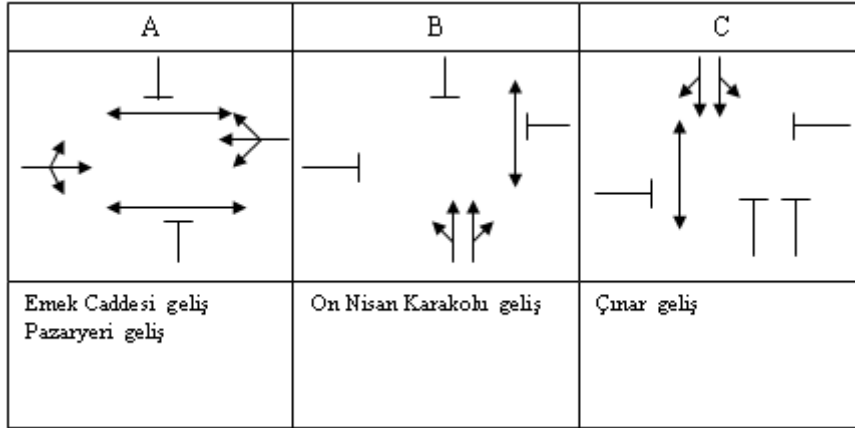 A
B
C
Emek Caddesi geliş
Pazaryeri geliş
On Nisan Karakolu geliş
Çınar geliş